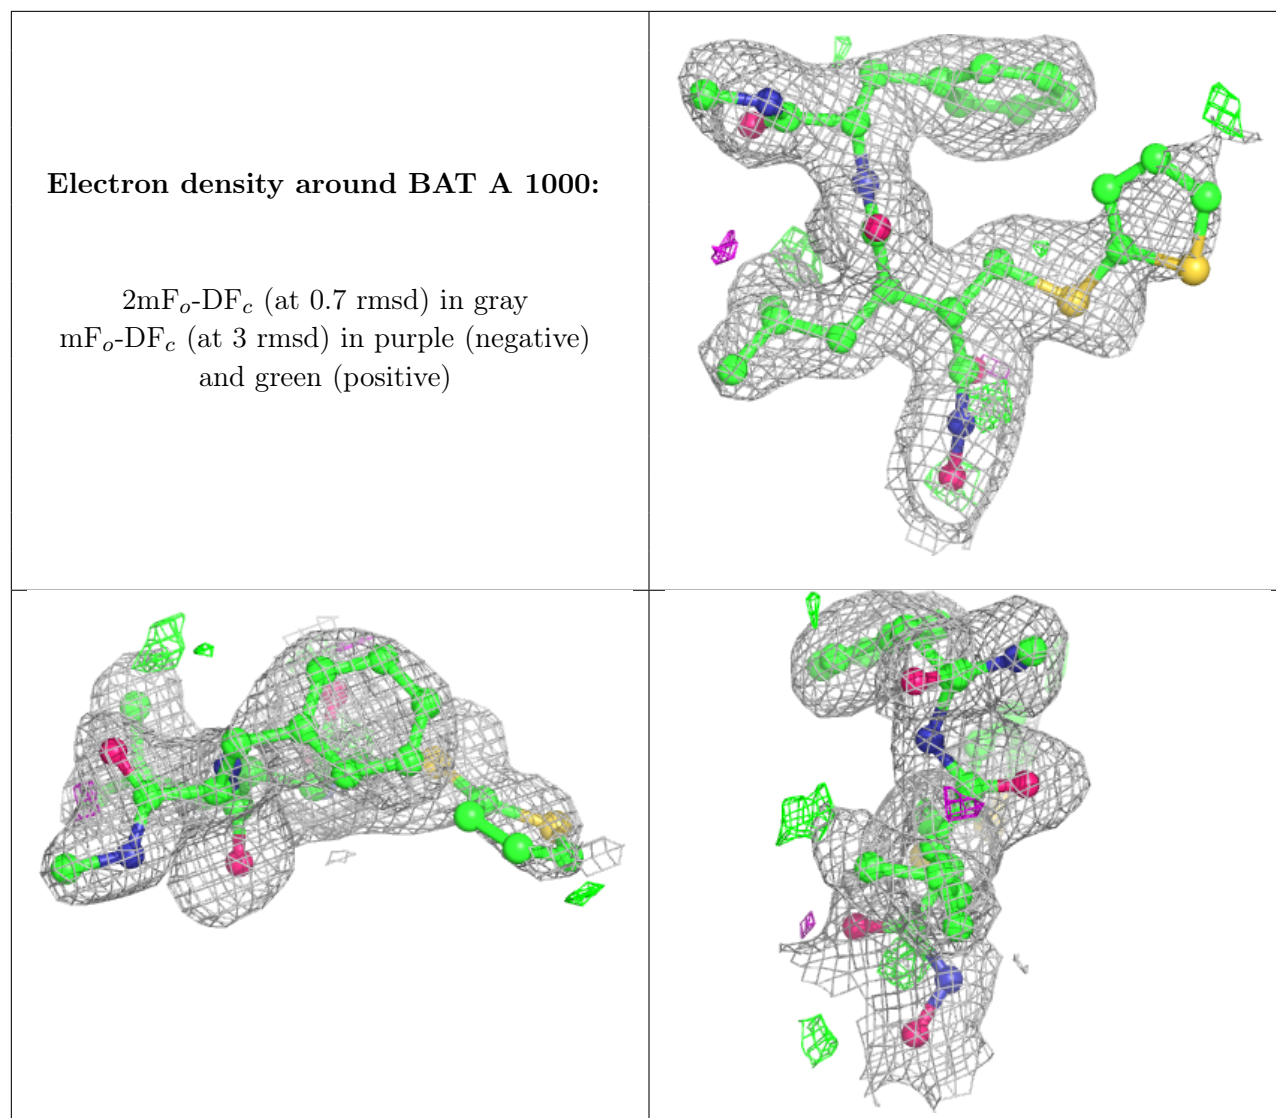 Electron density around BAT A 1000:
2mFo-DFc (at 0.7 rmsd) in gray
mFo-DFc (at 3 rmsd) in purple (negative)
and green (positive)